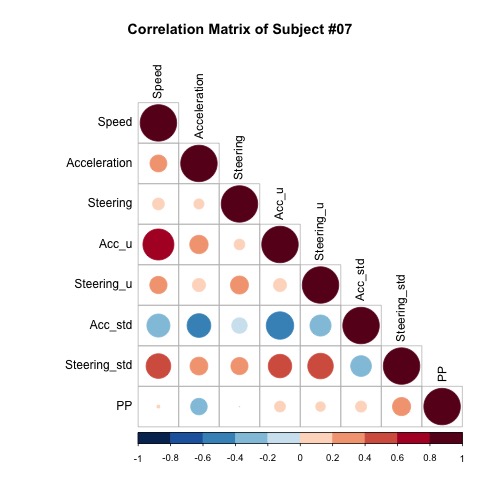 Correlation Matrix of Subject #07
Speed
Acceleration
Steering
Acc_u
Steering_u
Acc_std
Steering_std
PP
Speed
Acceleration
Steering
Acc_u
Steering_u
Acc_std
Steering_std
PP
-1 -0.8 -0.6 -0.4 -0.2 0 0.2 0.4 0.6 0.8 1